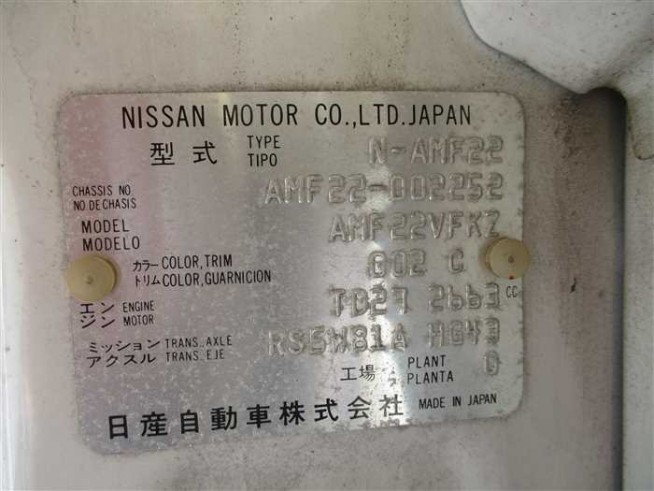 NISSAN MOTOR CO.,LTD.JAPAN
型式 TYPE TIPO N-AMF22
CHASSIS NO. NO.DE CHASIS AMF22-002252
MODEL MODELO AMF22VFKZ
カラー COLOR,TRIM トリム COLOR,GUARNICION 002 C
エンジン ENGINE MOTOR TD27 2663 CC
ミッション TRANS.,AXLE アクスル TRANS.,EJE RS5W81A HG43
工場 PLANT PLANTA 0
日産自動車株式会社 MADE IN JAPAN